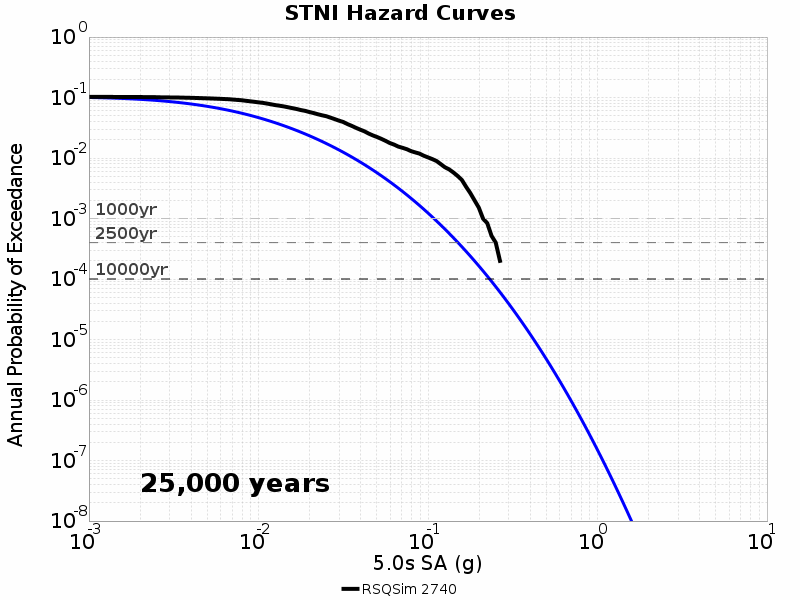 STNI Hazard Curves
Annual Probability of Exceedance
10^0
10^-1
10^-2
10^-3
10^-4
10^-5
10^-6
10^-7
10^-8
1000yr
2500yr
10000yr
25,000 years
10^-3 10^-2 10^-1 10^0 10^1
5.0s SA (g)
RSQSim 2740